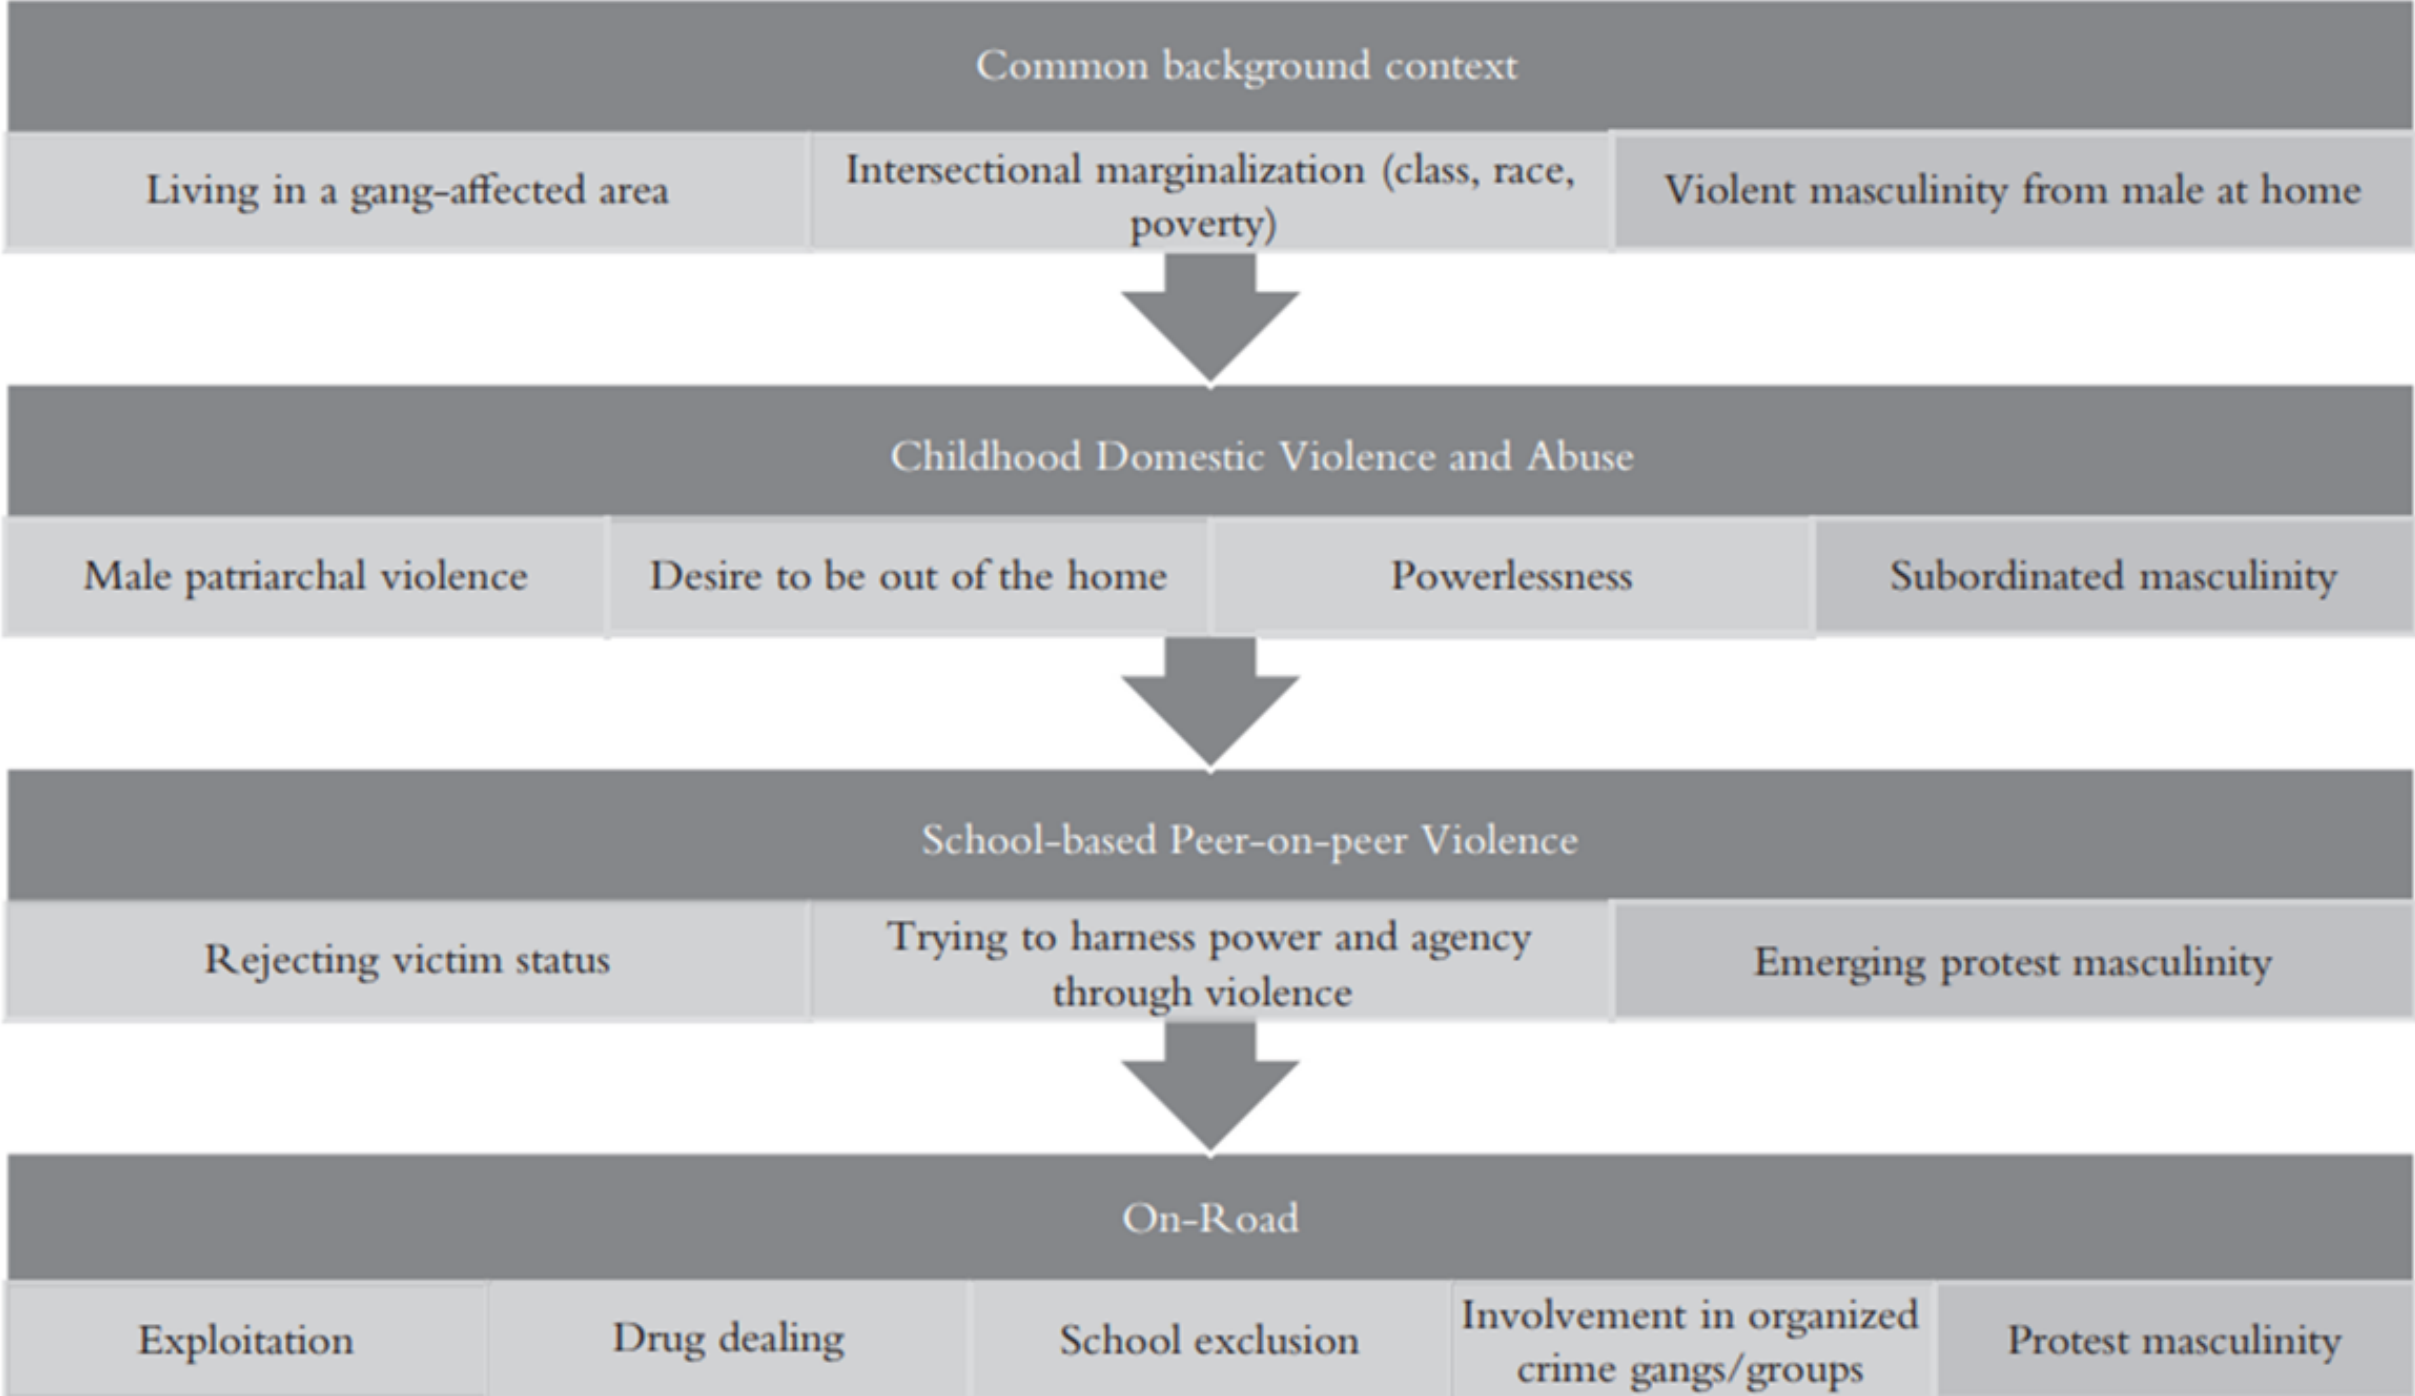 Common background context
Living in a gang-affected area
Intersectional marginalization (class, race,
poverty)
Violent masculinity from male at home
Childhood Domestic Violence and Abuse
Male patriarchal violence
Desire to be out of the home
Powerlessness
Subordinated masculinity
School-based Peer-on-peer Violence
Rejecting victim status
Trying to harness power and agency
through violence
Emerging protest masculinity
On-Road
Exploitation
Drug dealing
School exclusion
Involvement in organized
crime gangs/groups
Protest masculinity